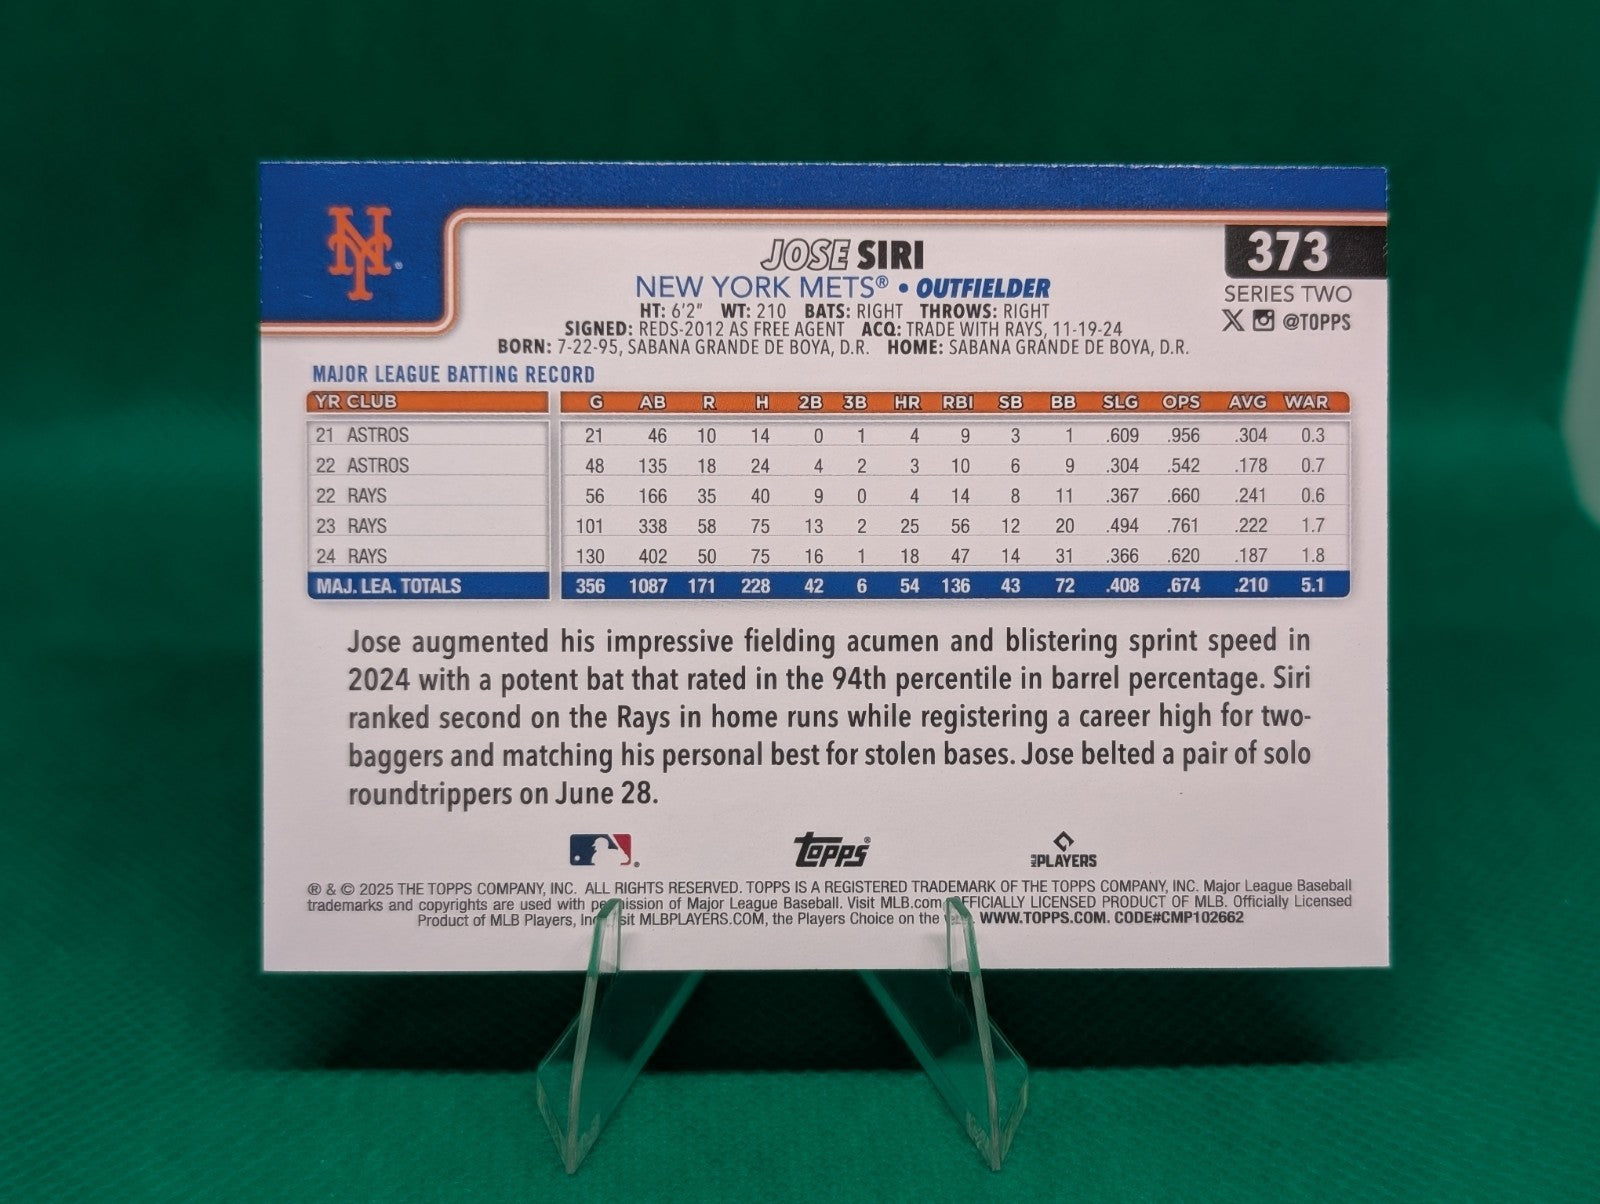 NY
JOSE SIRI
NEW YORK METS® • OUTFIELDER
HT: 6'2" WT: 210 BATS: RIGHT THROWS: RIGHT
SIGNED: REDS-2012 AS FREE AGENT ACQ: TRADE WITH RAYS, 11-19-24
BORN: 7-22-95, SABANA GRANDE DE BOYA, D.R. HOME: SABANA GRANDE DE BOYA, D.R.
373
SERIES TWO
@TOPPS
MAJOR LEAGUE BATTING RECORD
YR CLUB G AB R H 2B 3B HR RBI SB BB SLG OPS AVG WAR
21 ASTROS 21 46 10 14 0 1 4 9 3 1 .609 .956 .304 0.3
22 ASTROS 48 135 18 24 4 2 3 10 6 9 .304 .542 .178 0.7
22 RAYS 56 166 35 40 9 0 4 14 8 11 .367 .660 .241 0.6
23 RAYS 101 338 58 75 13 2 25 56 12 20 .494 .761 .222 1.7
24 RAYS 130 402 50 75 16 1 18 47 14 31 .366 .620 .187 1.8
MAJ. LEA. TOTALS 356 1087 171 228 42 6 54 136 43 72 .408 .674 .210 5.1
Jose augmented his impressive fielding acumen and blistering sprint speed in
2024 with a potent bat that rated in the 94th percentile in barrel percentage. Siri
ranked second on the Rays in home runs while registering a career high for two-
baggers and matching his personal best for stolen bases. Jose belted a pair of solo
roundtrippers on June 28.
Topps®
MLB PLAYERS
® & © 2025 THE TOPPS COMPANY, INC. ALL RIGHTS RESERVED. TOPPS IS A REGISTERED TRADEMARK OF THE TOPPS COMPANY, INC. Major League Baseball
trademarks and copyrights are used with permission of Major League Baseball. Visit MLB.com OFFICIALLY LICENSED PRODUCT OF MLB. Officially Licensed
Product of MLB Players, Inc. Visit MLBPLAYERS.COM, the Players Choice on the WWW.TOPPS.COM. CODE#CMP102662